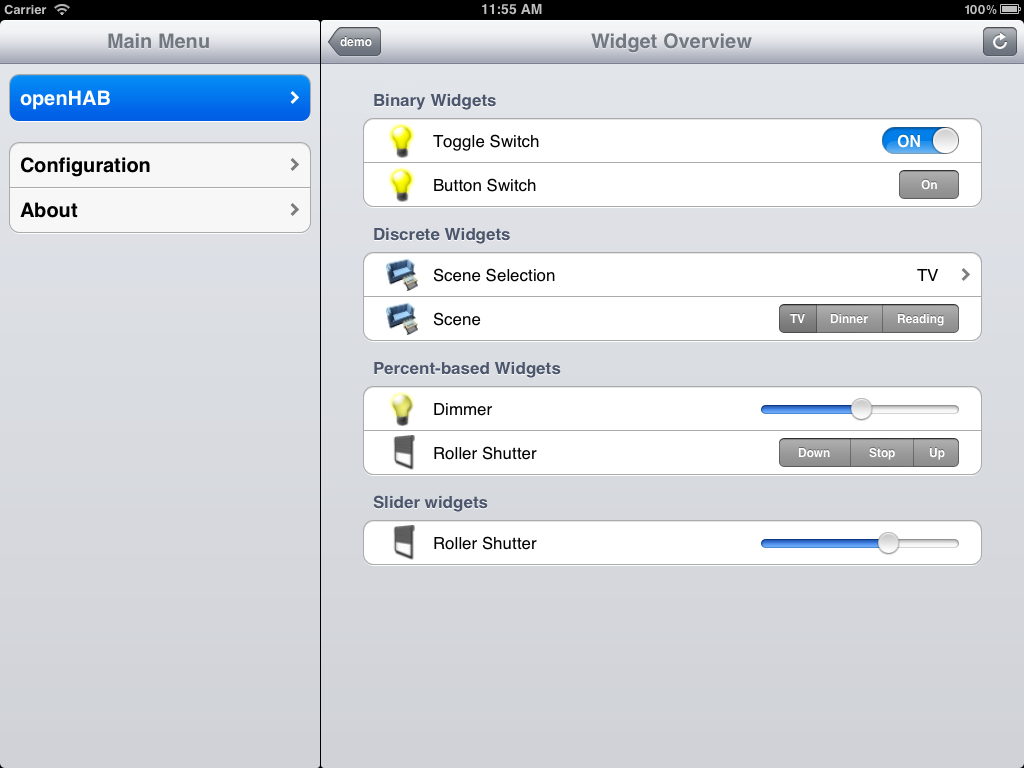 Carrier 11:55 AM 100%
Main Menu
openHAB
Configuration
About
demo Widget Overview
Binary Widgets
Toggle Switch ON
Button Switch On
Discrete Widgets
Scene Selection TV
Scene TV Dinner Reading
Percent-based Widgets
Dimmer
Roller Shutter Down Stop Up
Slider widgets
Roller Shutter